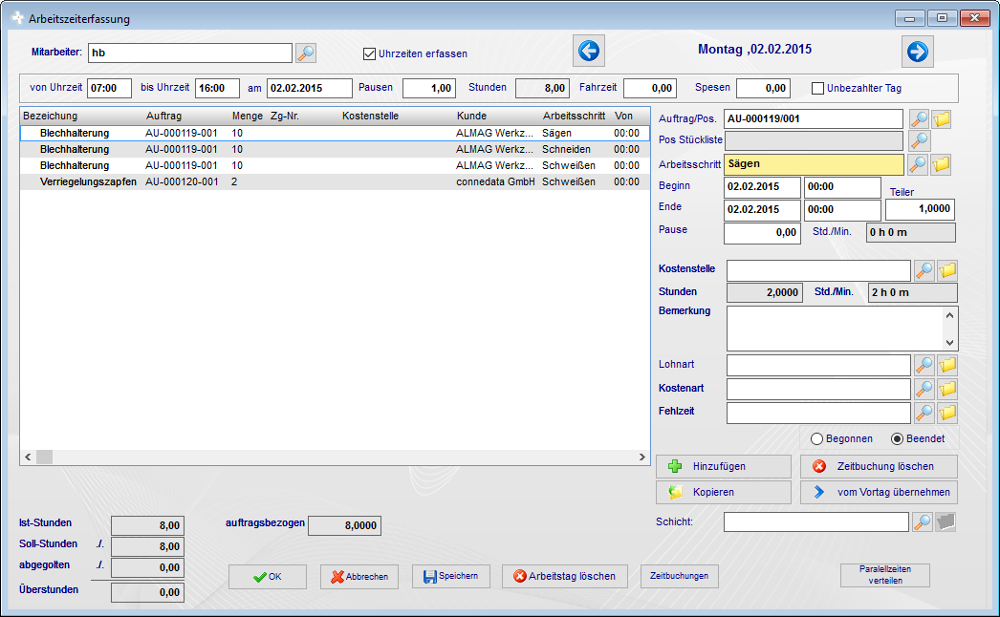 Arbeitszeiterfassung
Mitarbeiter: hb Uhrzeiten erfassen Montag ,02.02.2015
von Uhrzeit 07:00 bis Uhrzeit 16:00 am 02.02.2015 Pausen 1,00 Stunden 8,00 Fahrzeit 0,00 Spesen 0,00 Unbezahlter Tag
Bezeichung Auftrag Menge Zg-Nr. Kostenstelle Kunde Arbeitsschritt Von
Blechhalterung AU-000119-001 10 ALMAG Werkz... Sägen 00:00
Blechhalterung AU-000119-001 10 ALMAG Werkz... Schneiden 00:00
Blechhalterung AU-000119-001 10 ALMAG Werkz... Schweißen 00:00
Verriegelungszapfen AU-000120-001 2 connedata GmbH Schweißen 00:00
Auftrag/Pos. AU-000119/001
Pos Stückliste
Arbeitsschritt Sägen
Beginn 02.02.2015 00:00 Teiler
Ende 02.02.2015 00:00 1,0000
Pause 0,00 Std./Min. 0 h 0 m
Kostenstelle
Stunden 2,0000 Std./Min. 2 h 0 m
Bemerkung
Lohnart
Kostenart
Fehlzeit
Begonnen Beendet
Hinzufügen Zeitbuchung löschen
Kopieren vom Vortag übernehmen
Schicht:
Ist-Stunden 8,00 auftragsbezogen 8,0000
Soll-Stunden ./. 8,00
abgegolten ./. 0,00
Überstunden 0,00
OK Abbrechen Speichern Arbeitstag löschen Zeitbuchungen Paralellzeiten
verteilen